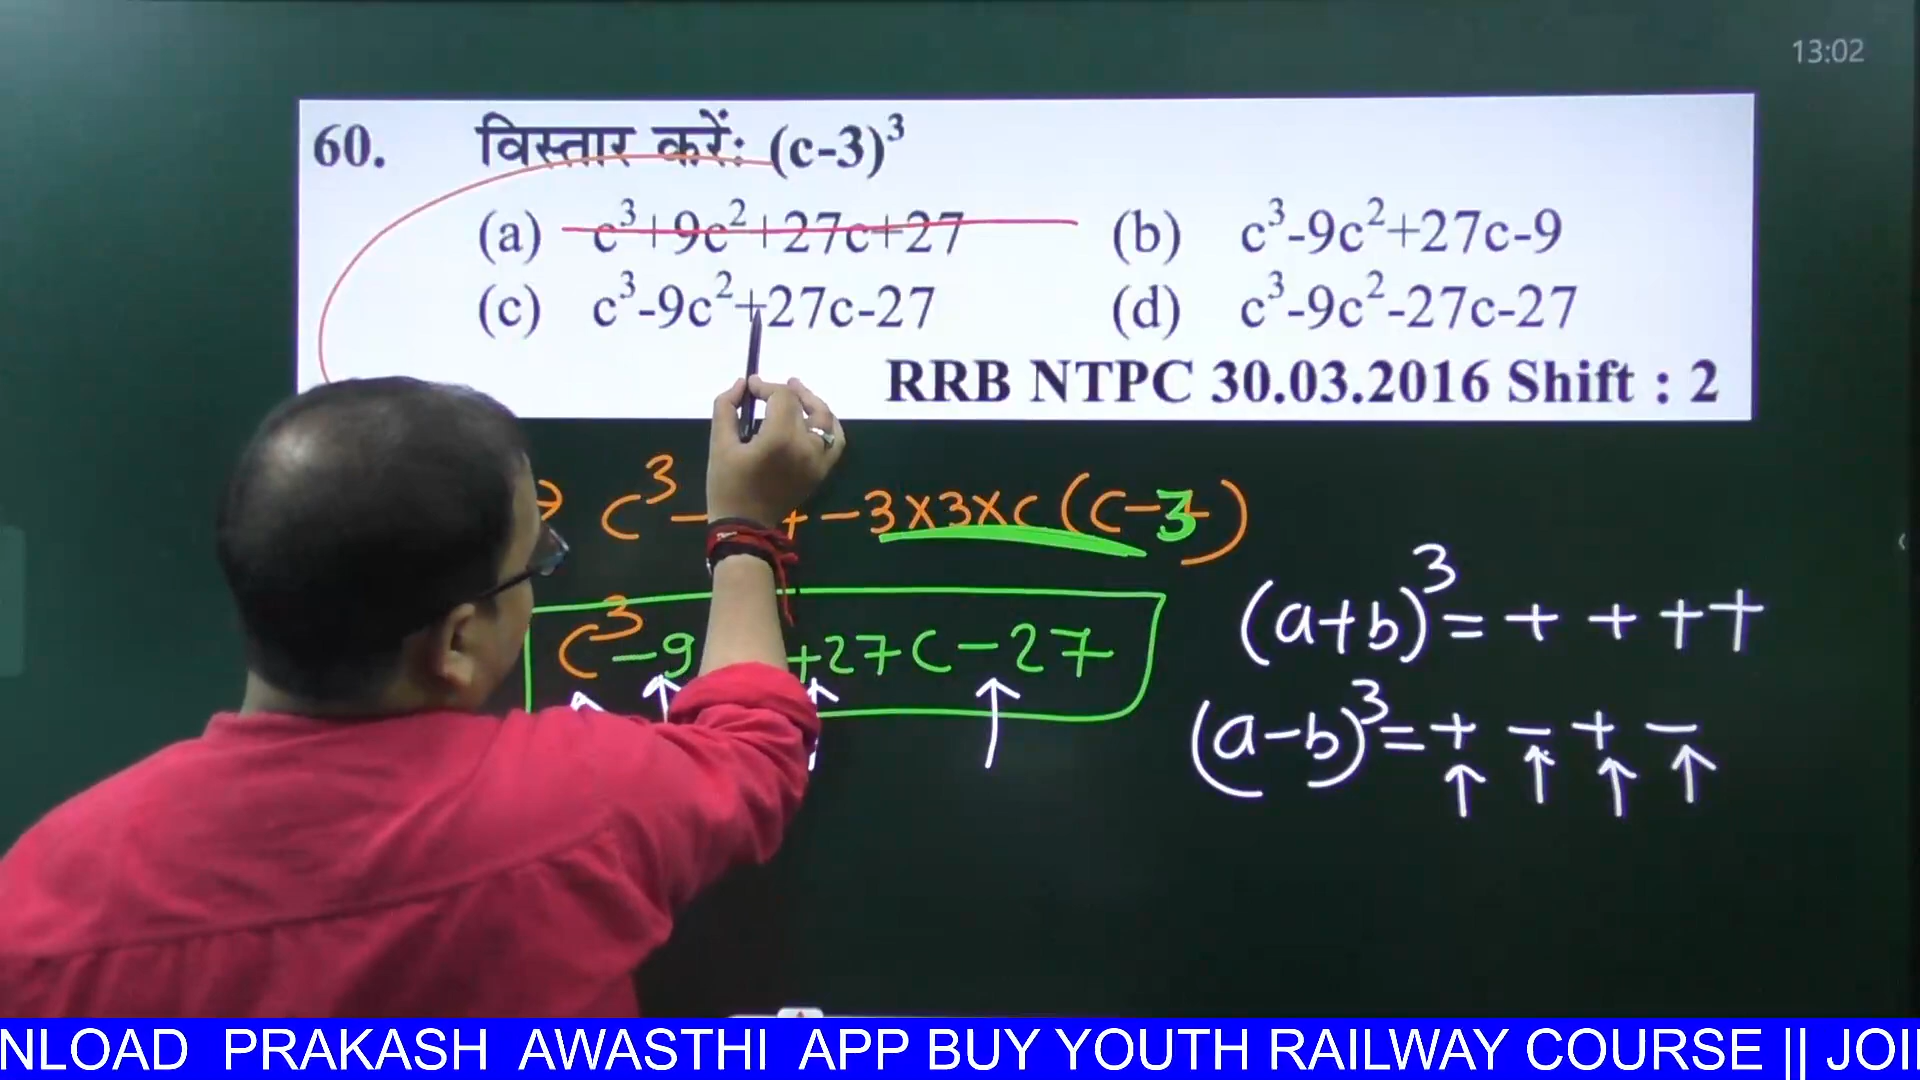 13:02
60. विस्तार करें: (c-3)³
(a) c³+9c²+27c+27 (b) c³-9c²+27c-9
(c) c³-9c²+27c-27 (d) c³-9c²-27c-27
RRB NTPC 30.03.2016 Shift : 2
c³- + -3×3×c (c-3)
c³-9 +27c-27
(a+b)³= + + + +
(a-b)³= + - + -
NLOAD PRAKASH AWASTHI APP BUY YOUTH RAILWAY COURSE || JOI